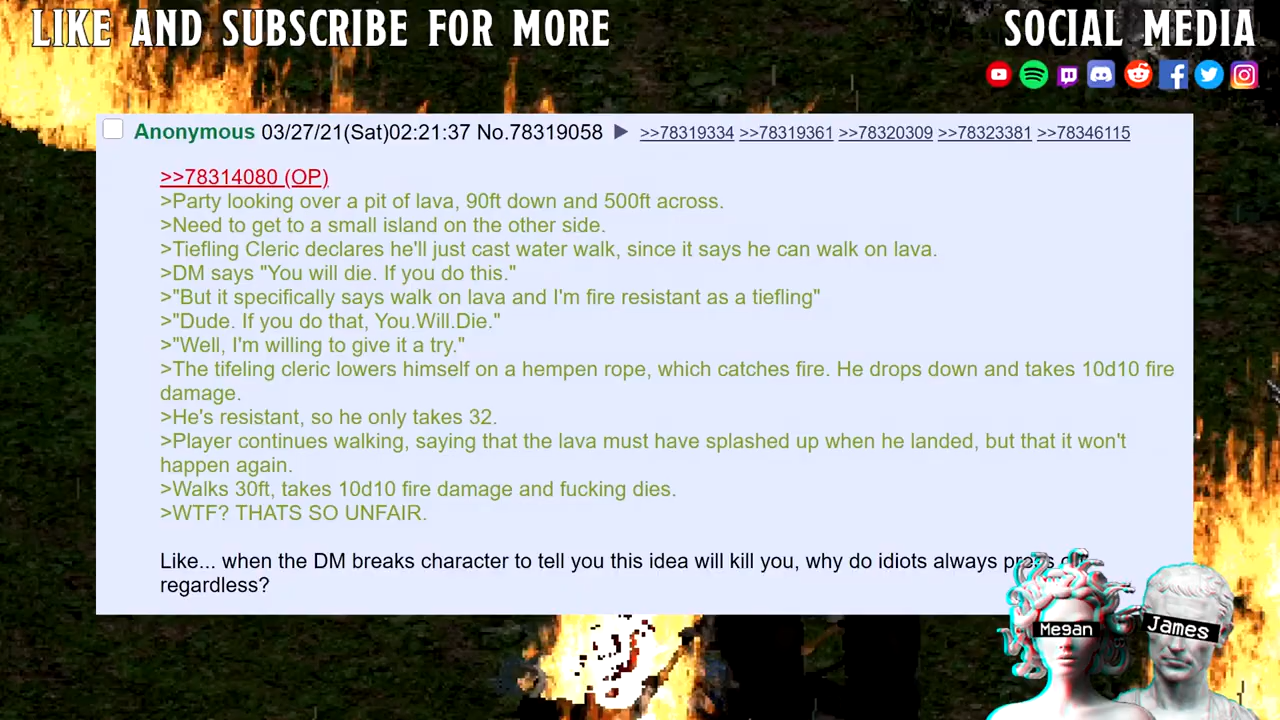 LIKE AND SUBSCRIBE FOR MORE
SOCIAL MEDIA
Anonymous 03/27/21(Sat)02:21:37 No.78319058 ▶ >>78319334 >>78319361 >>78320309 >>78323381 >>78346115
>>78314080 (OP)
>Party looking over a pit of lava, 90ft down and 500ft across.
>Need to get to a small island on the other side.
>Tiefling Cleric declares he'll just cast water walk, since it says he can walk on lava.
>DM says "You will die. If you do this."
>"But it specifically says walk on lava and I'm fire resistant as a tiefling"
>"Dude. If you do that, You.Will.Die."
>"Well, I'm willing to give it a try."
>The tifeling cleric lowers himself on a hempen rope, which catches fire. He drops down and takes 10d10 fire
damage.
>He's resistant, so he only takes 32.
>Player continues walking, saying that the lava must have splashed up when he landed, but that it won't
happen again.
>Walks 30ft, takes 10d10 fire damage and fucking dies.
>WTF? THATS SO UNFAIR.
Like... when the DM breaks character to tell you this idea will kill you, why do idiots always
regardless?
Megan
James